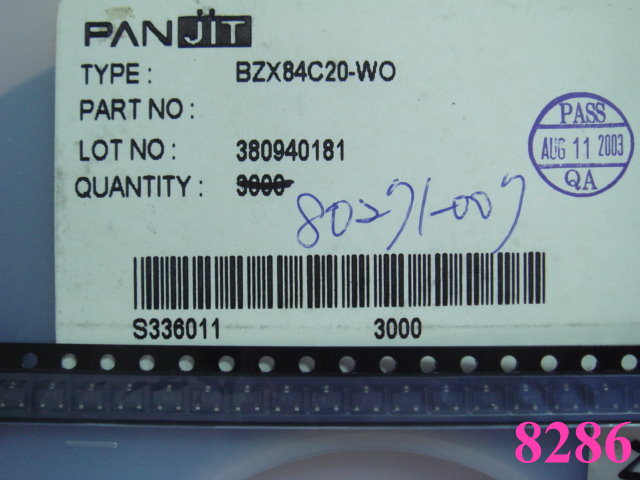 PANJIT
TYPE : BZX84C20-WO
PART NO :
LOT NO : 380940181
QUANTITY : 3000
PASS
AUG 11 2003
QA
S336011 3000
8286